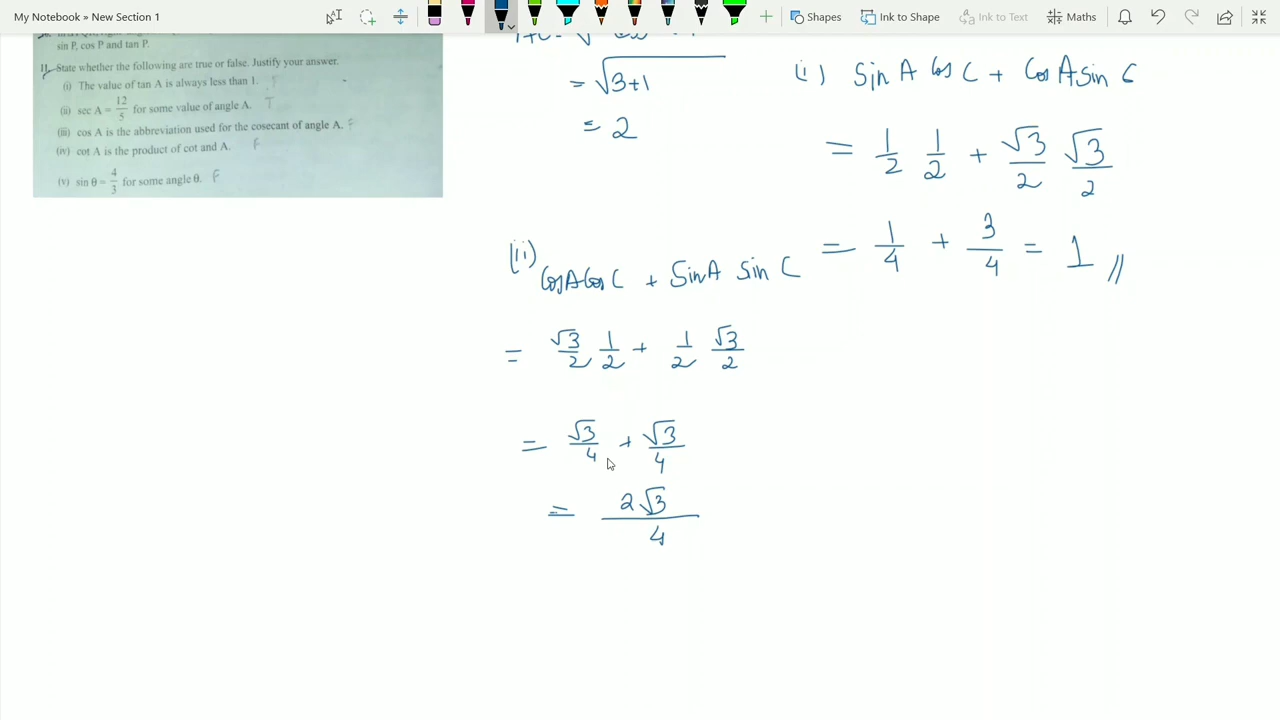 My Notebook » New Section 1
Shapes
Ink to Shape
Ink to Text
Maths
sin P, cos P and tan P.
11. State whether the following are true or false. Justify your answer.
(i) The value of tan A is always less than 1.
(ii) sec A = 12/5 for some value of angle A. T
(iii) cos A is the abbreviation used for the cosecant of angle A. F
(iv) cot A is the product of cot and A. F
(v) sin θ = 4/3 for some angle θ. F
= √3+1
= 2
(i) Sin A Cos C + Cos A Sin C
= 1/2 1/2 + √3/2 √3/2
= 1/4 + 3/4 = 1 //
(ii) Cos A Cos C + Sin A Sin C
= √3/2 1/2 + 1/2 √3/2
= √3/4 + √3/4
= 2√3/4